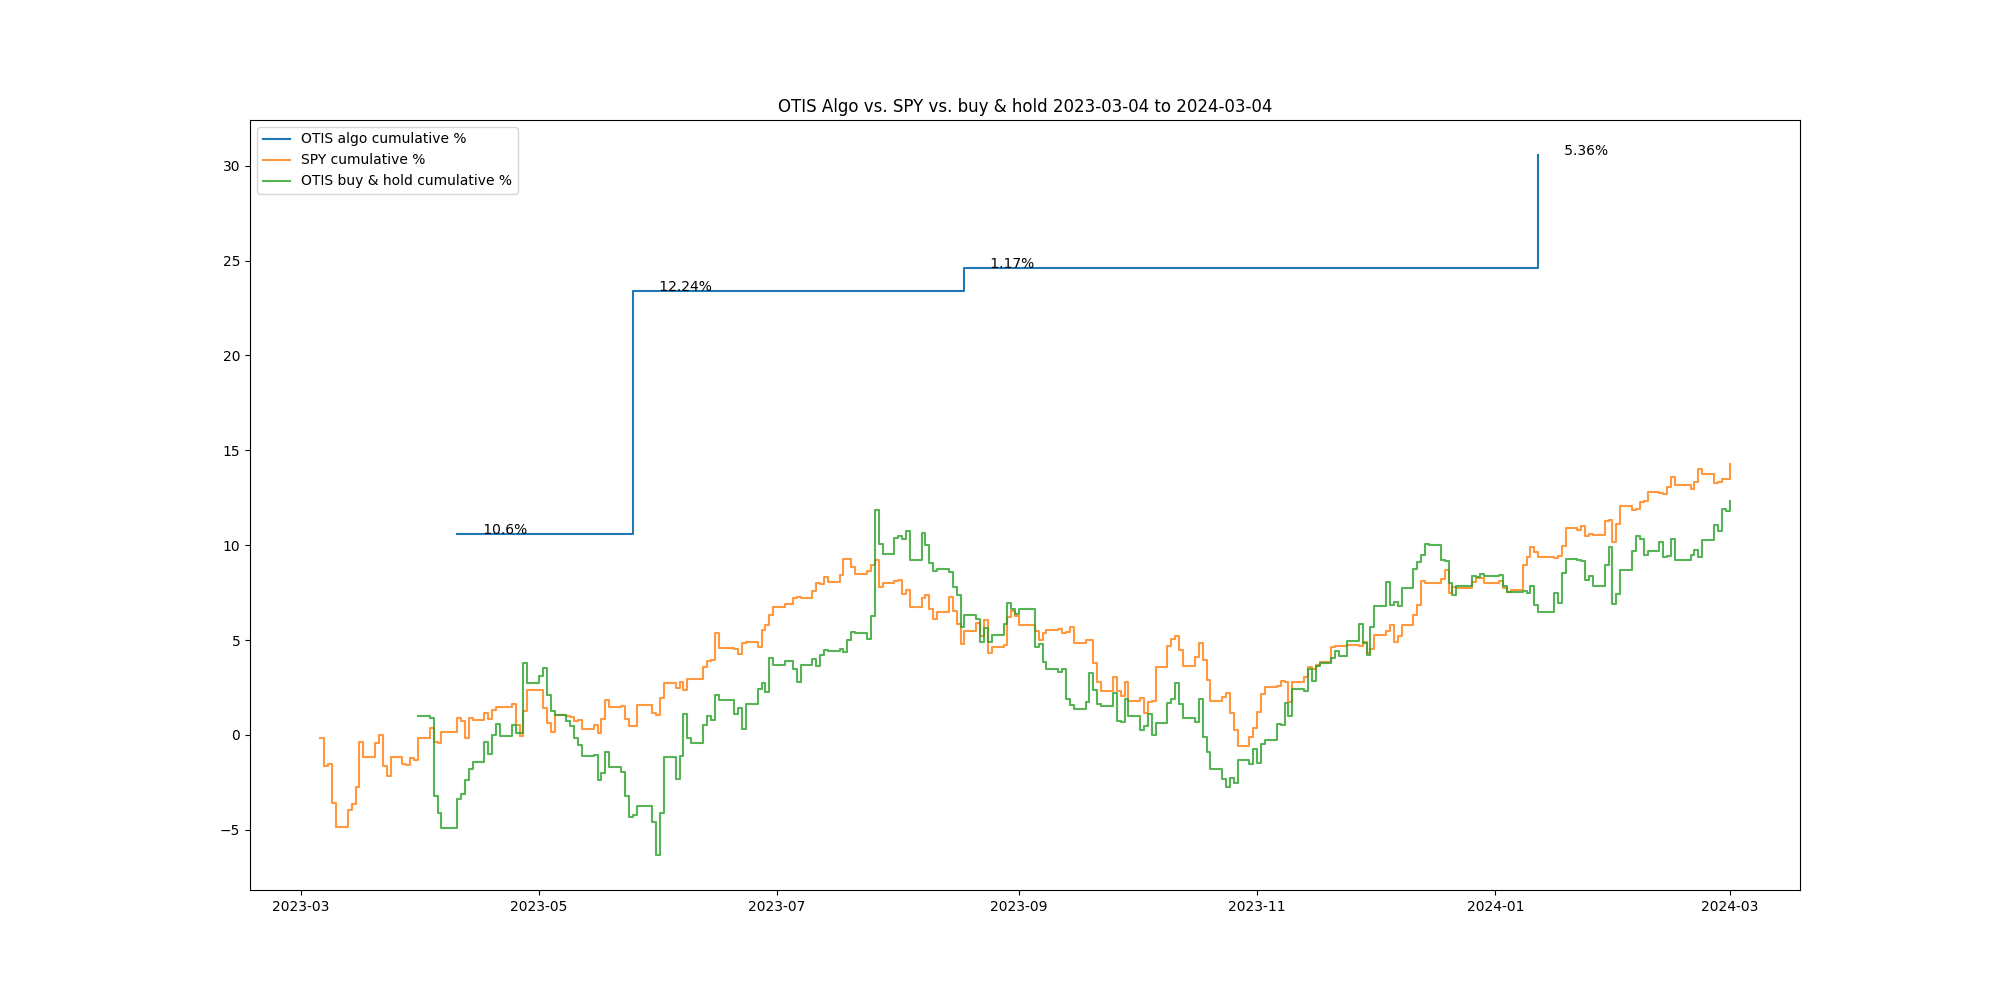 OTIS Algo vs. SPY vs. buy & hold 2023-03-04 to 2024-03-04
OTIS algo cumulative %
SPY cumulative %
OTIS buy & hold cumulative %
30
25
20
15
10
5
0
−5
5.36%
1.17%
12.24%
10.6%
2023-03 2023-05 2023-07 2023-09 2023-11 2024-01 2024-03